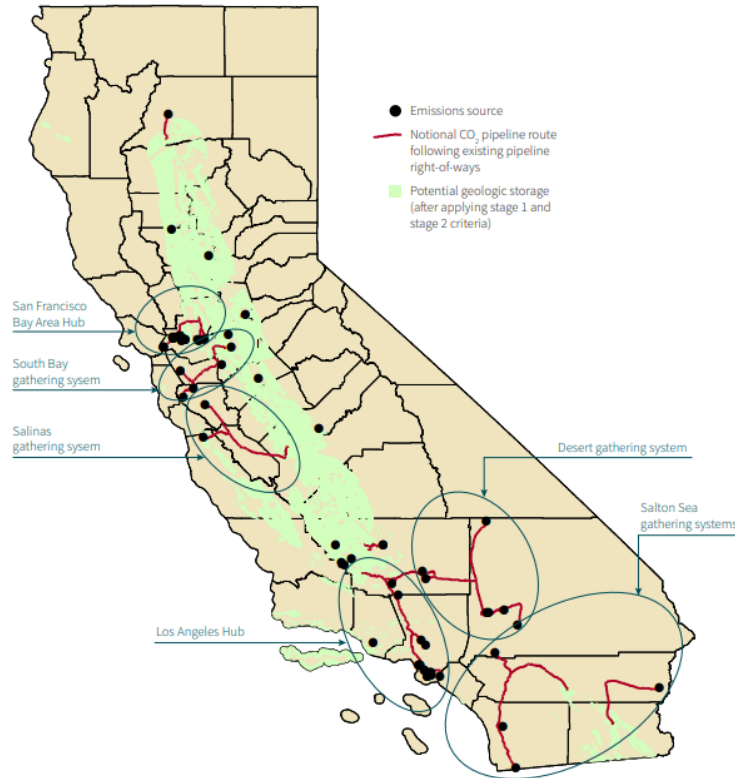 Emissions source
Notional CO₂ pipeline route
following existing pipeline
right-of-ways
Potential geologic storage
(after applying stage 1 and
stage 2 criteria)
San Francisco
Bay Area Hub
South Bay
gathering sysem
Salinas
gathering sysem
Desert gathering system
Salton Sea
gathering systems
Los Angeles Hub